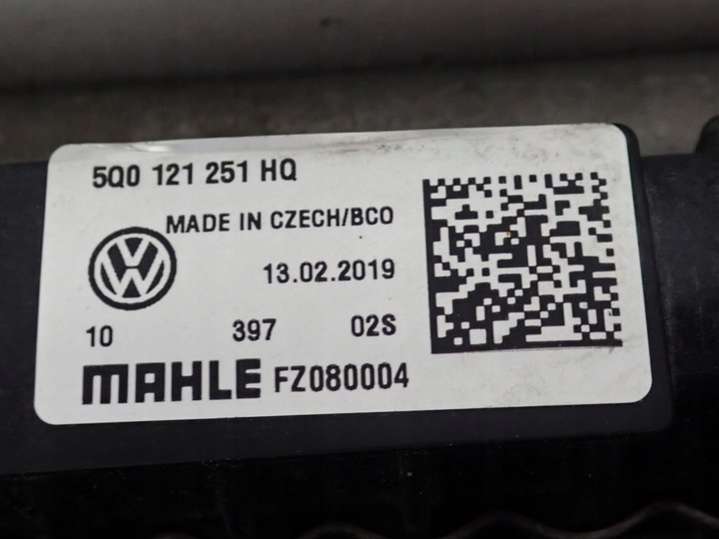 5Q0 121 251 HQ
MADE IN CZECH/BCO
13.02.2019
10 397 02S
MAHLE FZ080004